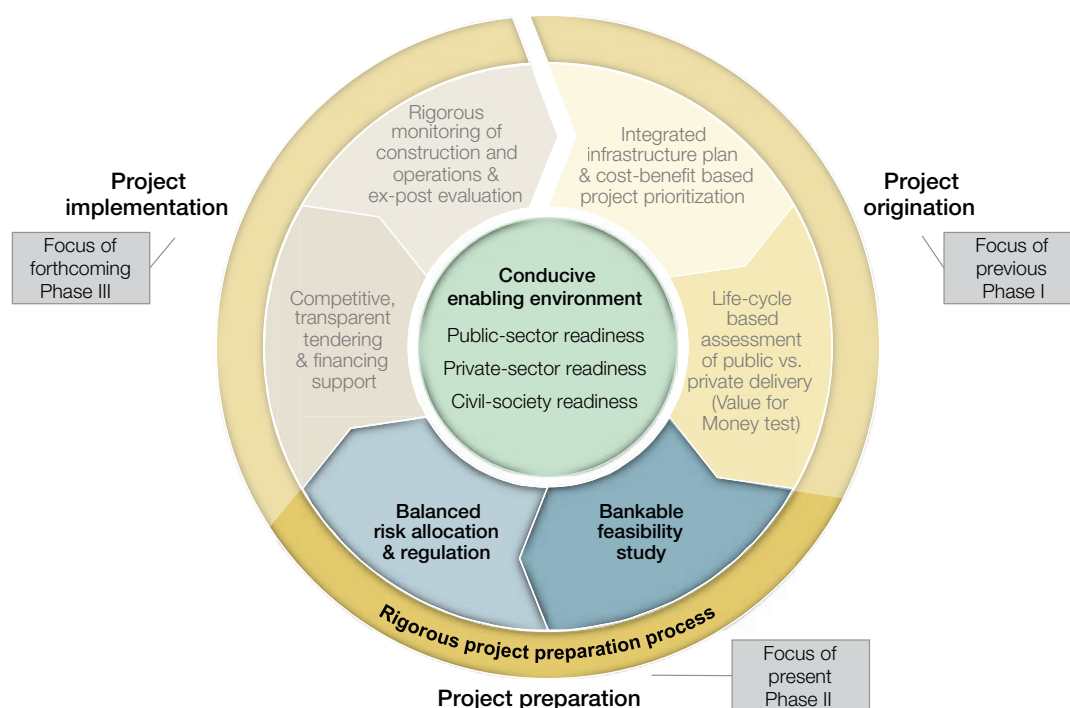 Rigorous
monitoring of
construction and
operations &
ex-post evaluation
Integrated
infrastructure plan
& cost-benefit based
project prioritization
Project
implementation
Focus of
forthcoming
Phase III
Project
origination
Focus of
previous
Phase I
Conducive
enabling environment
Public-sector readiness
Private-sector readiness
Civil-society readiness
Competitive,
transparent
tendering
& financing
support
Life-cycle
based
assessment
of public vs.
private delivery
(Value for
Money test)
Balanced
risk allocation
& regulation
Bankable
feasibility
study
Rigorous project preparation process
Project preparation
Focus of
present
Phase II